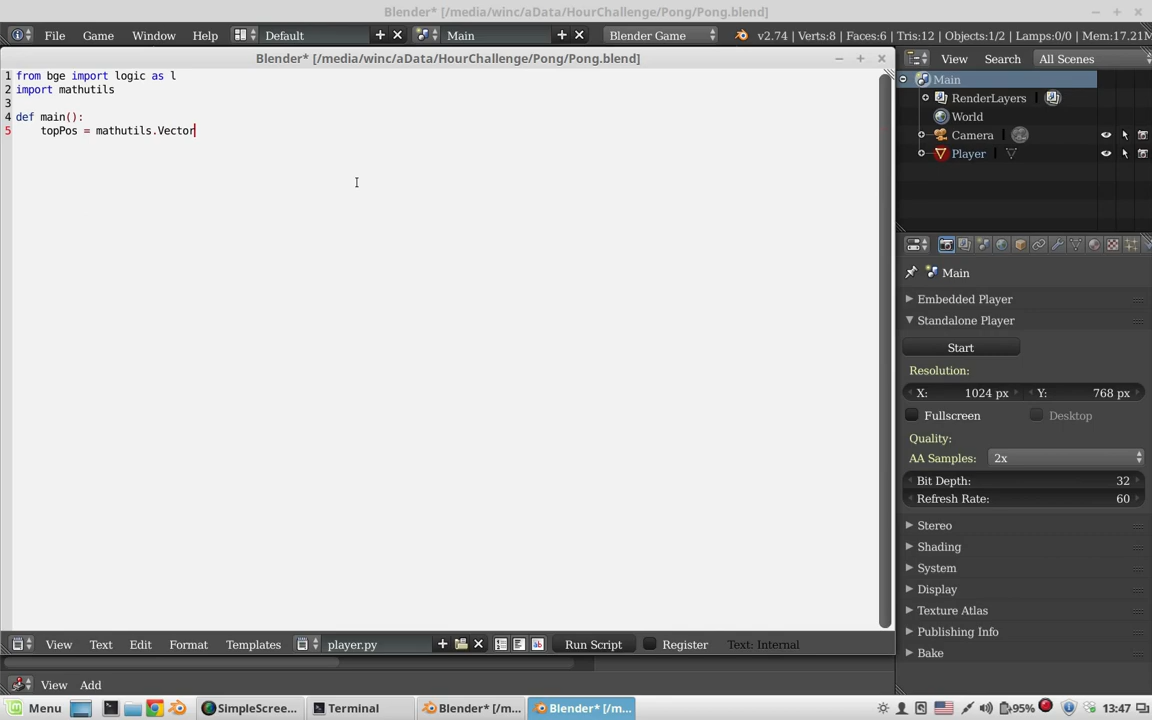 Blender* [/media/winc/aData/HourChallenge/Pong/Pong.blend]
File Game Window Help Default Main Blender Game v2.74 | Verts:8 | Faces:6 | Tris:12 | Objects:1/2 | Lamps:0/0 | Mem:17.21M
Blender* [/media/winc/aData/HourChallenge/Pong/Pong.blend]
View Search All Scenes
1 from bge import logic as l
2 import mathutils
3
4 def main():
5 topPos = mathutils.Vector
Main
RenderLayers
World
Camera
Player
Main
Embedded Player
Standalone Player
Start
Resolution:
X: 1024 px Y: 768 px
Fullscreen Desktop
Quality:
AA Samples: 2x
Bit Depth: 32
Refresh Rate: 60
Stereo
Shading
System
Display
Texture Atlas
Publishing Info
Bake
View Text Edit Format Templates player.py Run Script Register Text: Internal
View Add
Menu SimpleScree... Terminal Blender* [/m... Blender* [/m... 95% 13:47